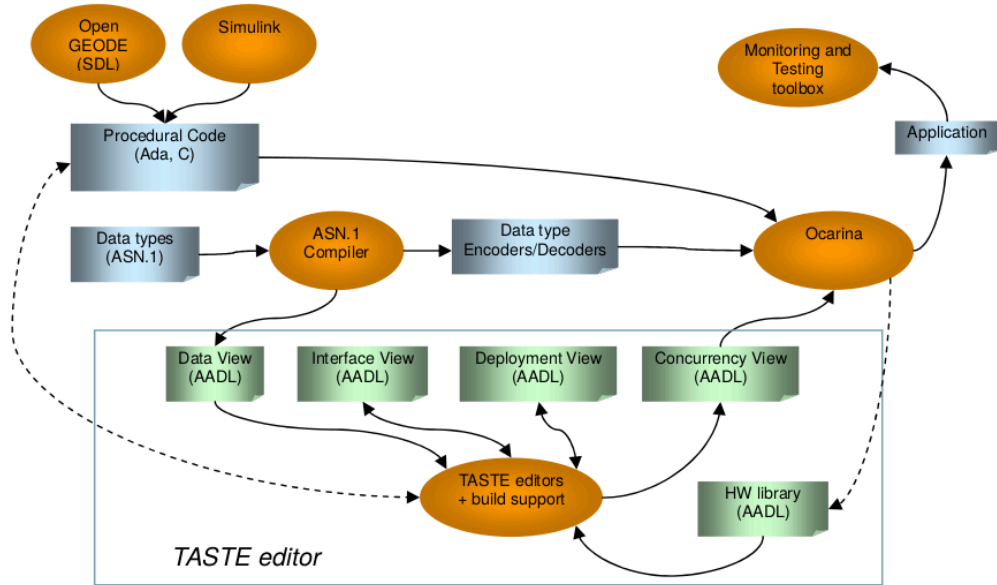 Open
GEODE
(SDL)
Simulink
Monitoring and
Testing
toolbox
Procedural Code
(Ada, C)
Application
Data types
(ASN.1)
ASN.1
Compiler
Data type
Encoders/Decoders
Ocarina
Data View
(AADL)
Interface View
(AADL)
Deployment View
(AADL)
Concurrency View
(AADL)
TASTE editors
+ build support
HW library
(AADL)
TASTE editor